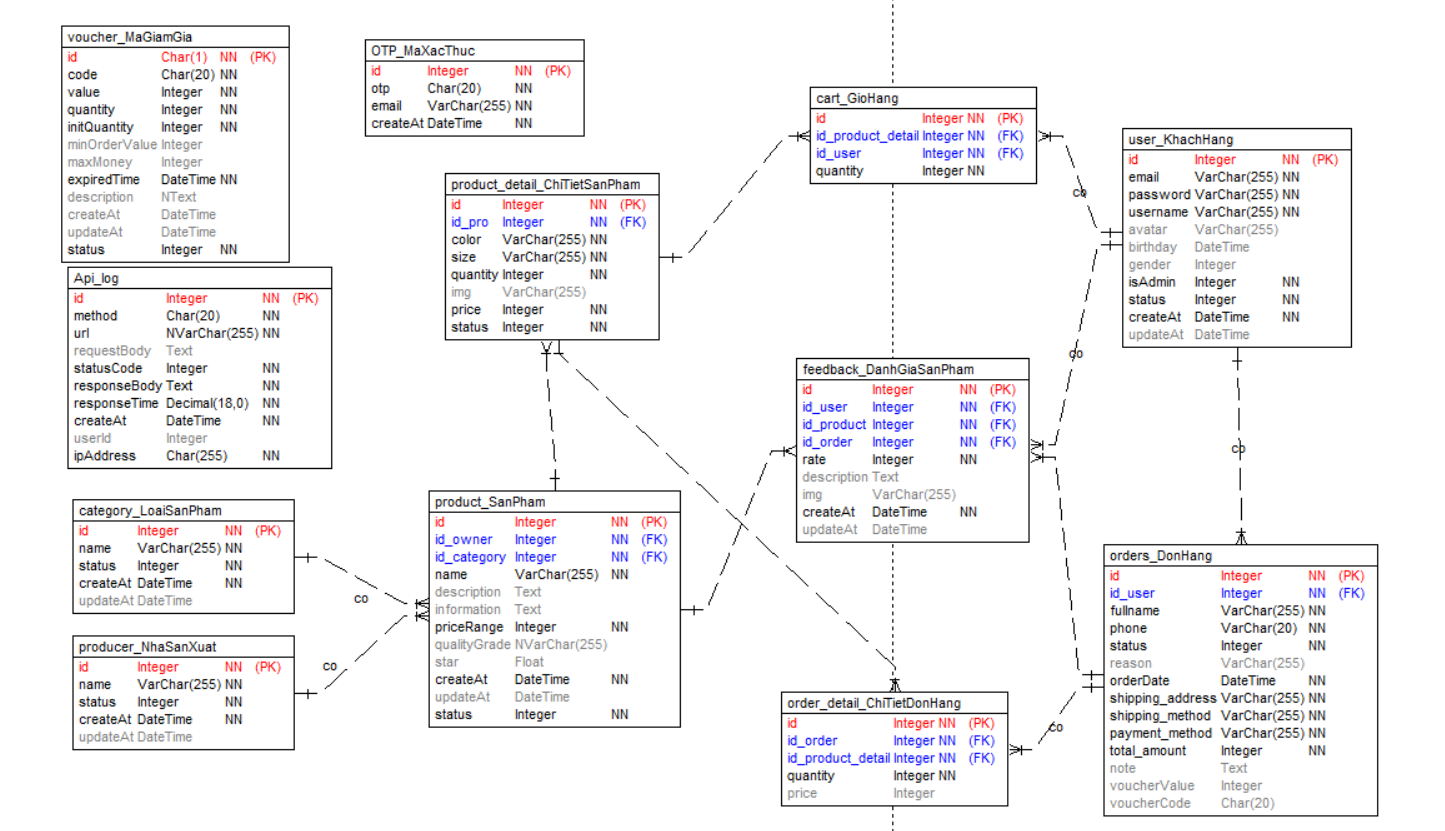 voucher_MaGiamGia
id Char(1) NN (PK)
code Char(20) NN
value Integer NN
quantity Integer NN
initQuantity Integer NN
minOrderValue Integer
maxMoney Integer
expiredTime DateTime NN
description NText
createAt DateTime
updateAt DateTime
status Integer NN
OTP_MaXacThuc
id Integer NN (PK)
otp Char(20) NN
email VarChar(255) NN
createAt DateTime NN
cart_GioHang
id Integer NN (PK)
id_product_detail Integer NN (FK)
id_user Integer NN (FK)
quantity Integer NN
user_KhachHang
id Integer NN (PK)
email VarChar(255) NN
password VarChar(255) NN
username VarChar(255) NN
avatar VarChar(255)
birthday DateTime
gender Integer
isAdmin Integer NN
status Integer NN
createAt DateTime NN
updateAt DateTime
co
product_detail_ChiTietSanPham
id Integer NN (PK)
id_pro Integer NN (FK)
color VarChar(255) NN
size VarChar(255) NN
quantity Integer NN
img VarChar(255)
price Integer NN
status Integer NN
Api_log
id Integer NN (PK)
method Char(20) NN
url NVarChar(255) NN
requestBody Text
statusCode Integer NN
responseBody Text NN
responseTime Decimal(18,0) NN
createAt DateTime NN
userId Integer
ipAddress Char(255) NN
co
feedback_DanhGiaSanPham
id Integer NN (PK)
id_user Integer NN (FK)
id_product Integer NN (FK)
id_order Integer NN (FK)
rate Integer NN
description Text
img VarChar(255)
createAt DateTime NN
updateAt DateTime
co
category_LoaiSanPham
id Integer NN (PK)
name VarChar(255) NN
status Integer NN
createAt DateTime NN
updateAt DateTime
co
product_SanPham
id Integer NN (PK)
id_owner Integer NN (FK)
id_category Integer NN (FK)
name VarChar(255) NN
description Text
information Text
priceRange Integer NN
qualityGrade NVarChar(255)
star Float
createAt DateTime NN
updateAt DateTime
status Integer NN
producer_NhaSanXuat
id Integer NN (PK)
name VarChar(255) NN
status Integer NN
createAt DateTime NN
updateAt DateTime
co
orders_DonHang
id Integer NN (PK)
id_user Integer NN (FK)
fullname VarChar(255) NN
phone VarChar(20) NN
status Integer NN
reason VarChar(255)
orderDate DateTime NN
shipping_address VarChar(255) NN
shipping_method VarChar(255) NN
payment_method VarChar(255) NN
total_amount Integer NN
note Text
voucherValue Integer
voucherCode Char(20)
order_detail_ChiTietDonHang
id Integer NN (PK)
id_order Integer NN (FK)
id_product_detail Integer NN (FK)
quantity Integer NN
price Integer
co